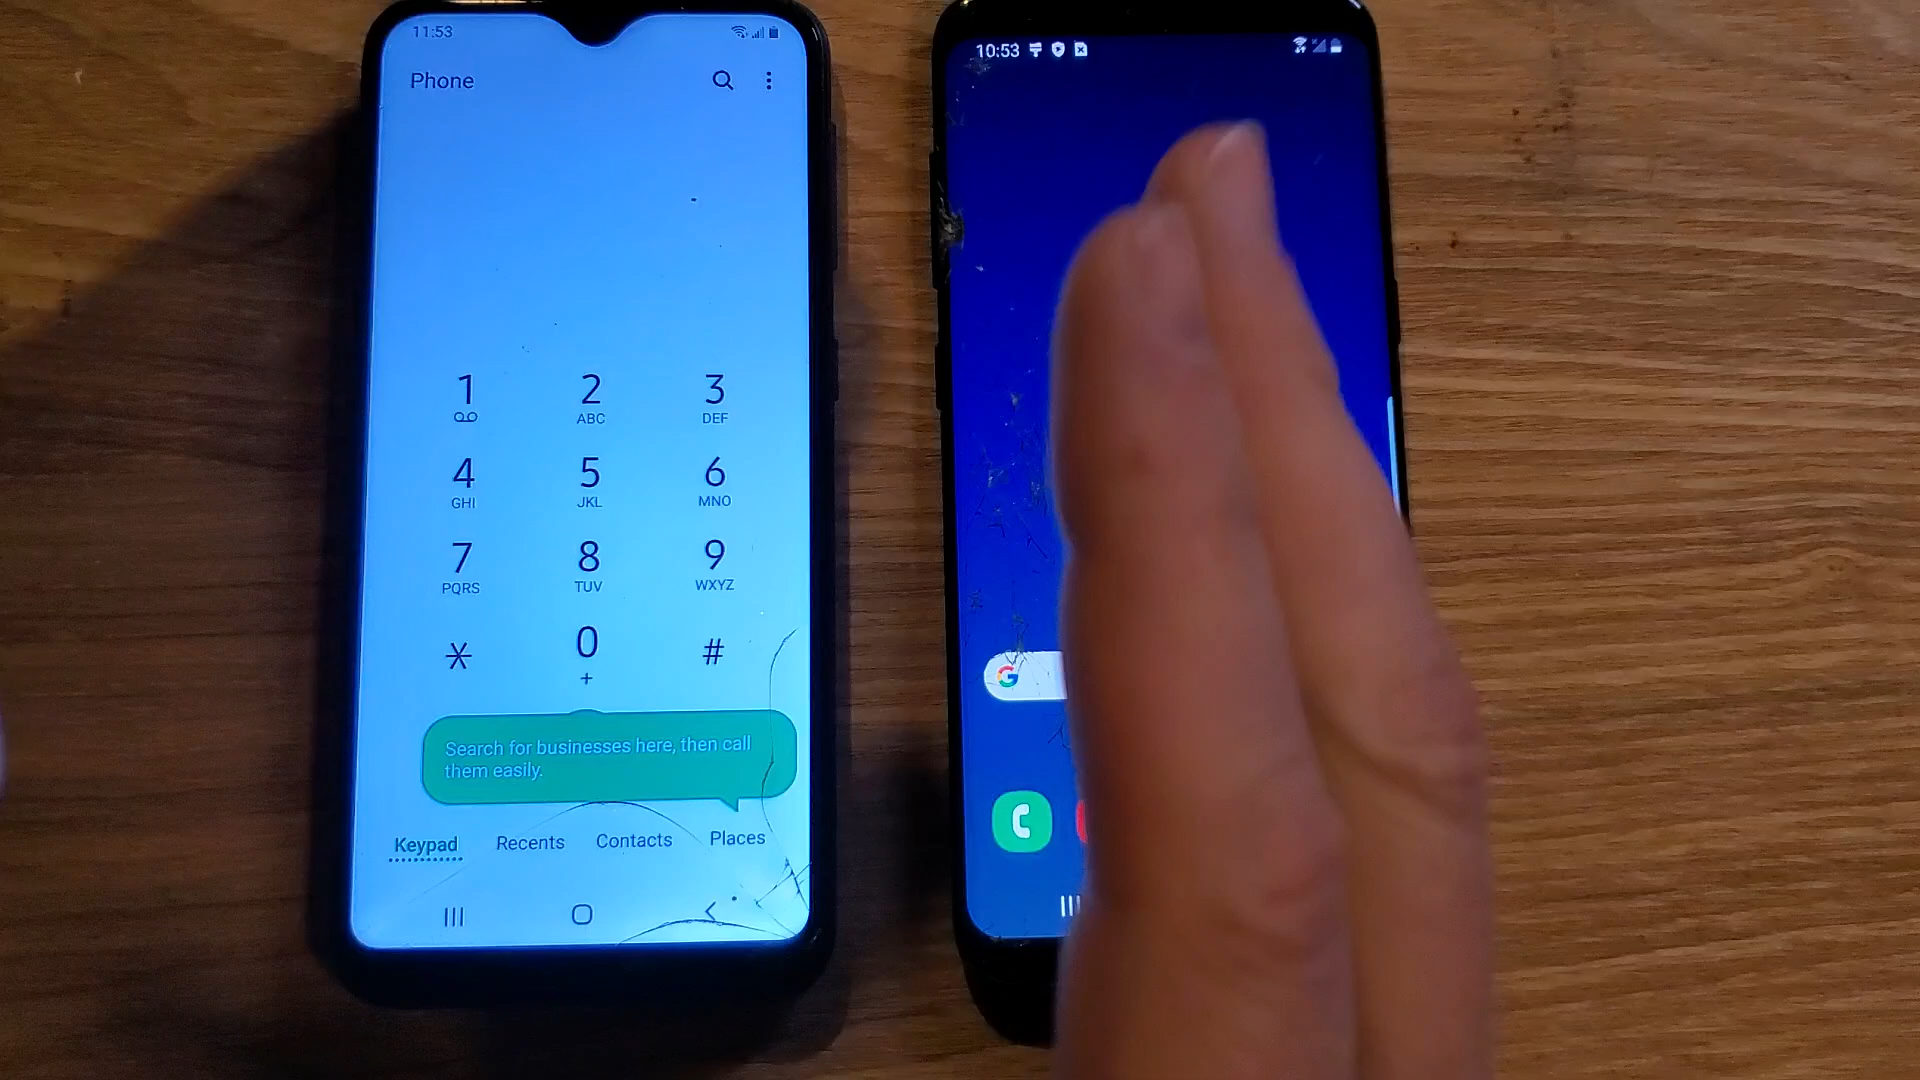 11:53
Phone
1
2
ABC
3
DEF
4
GHI
5
JKL
6
MNO
7
PQRS
8
TUV
9
WXYZ
*
0
+
#
Search for businesses here, then call
them easily.
Keypad
Recents
Contacts
Places
10:53
G